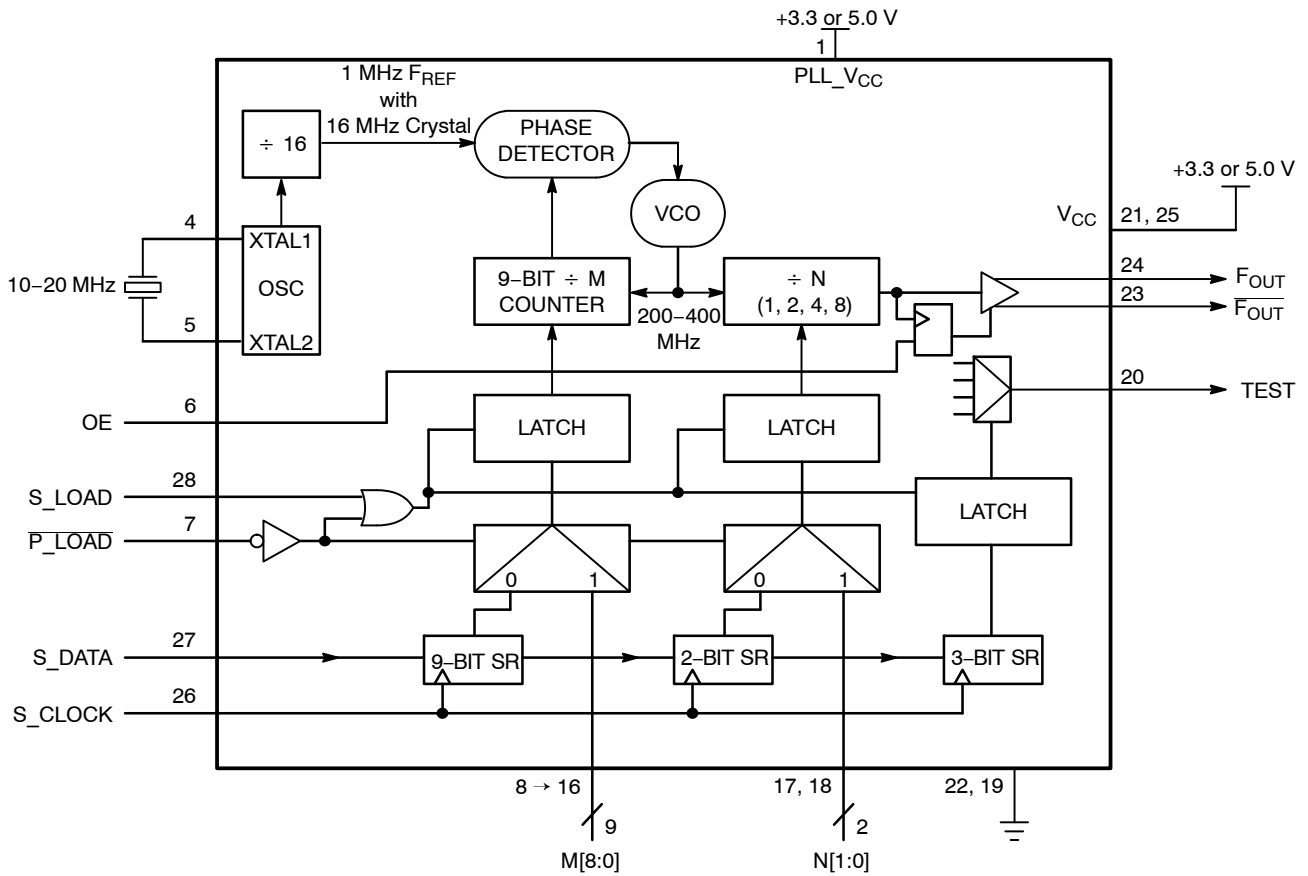 +3.3 or 5.0 V
1
PLL_VCC
1 MHz FREF
with
16 MHz Crystal
÷ 16
PHASE
DETECTOR
VCO
+3.3 or 5.0 V
VCC
21, 25
4
XTAL1
10–20 MHz
OSC
5
XTAL2
9–BIT ÷ M
COUNTER
200–400
MHz
÷ N
(1, 2, 4, 8)
24
FOUT
23
F̅O̅U̅T̅
20
TEST
6
OE
LATCH
LATCH
28
S_LOAD
LATCH
7
P̅_̅L̅O̅A̅D̅
0
1
0
1
27
S_DATA
9–BIT SR
2–BIT SR
3–BIT SR
26
S_CLOCK
8 → 16
17, 18
22, 19
9
2
M[8:0]
N[1:0]